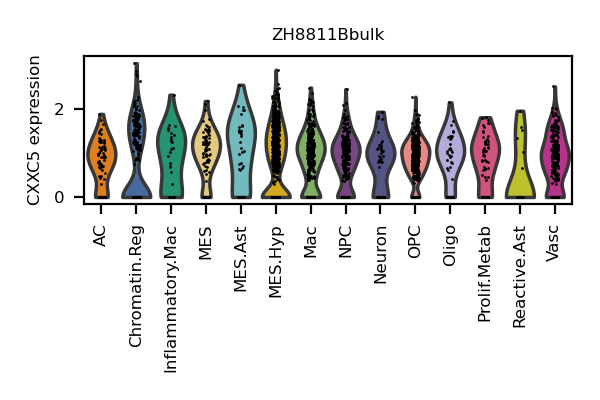 ZH8811Bbulk
CXXC5 expression
2
0
AC
Chromatin.Reg
Inflammatory.Mac
MES
MES.Ast
MES.Hyp
Mac
NPC
Neuron
OPC
Oligo
Prolif.Metab
Reactive.Ast
Vasc